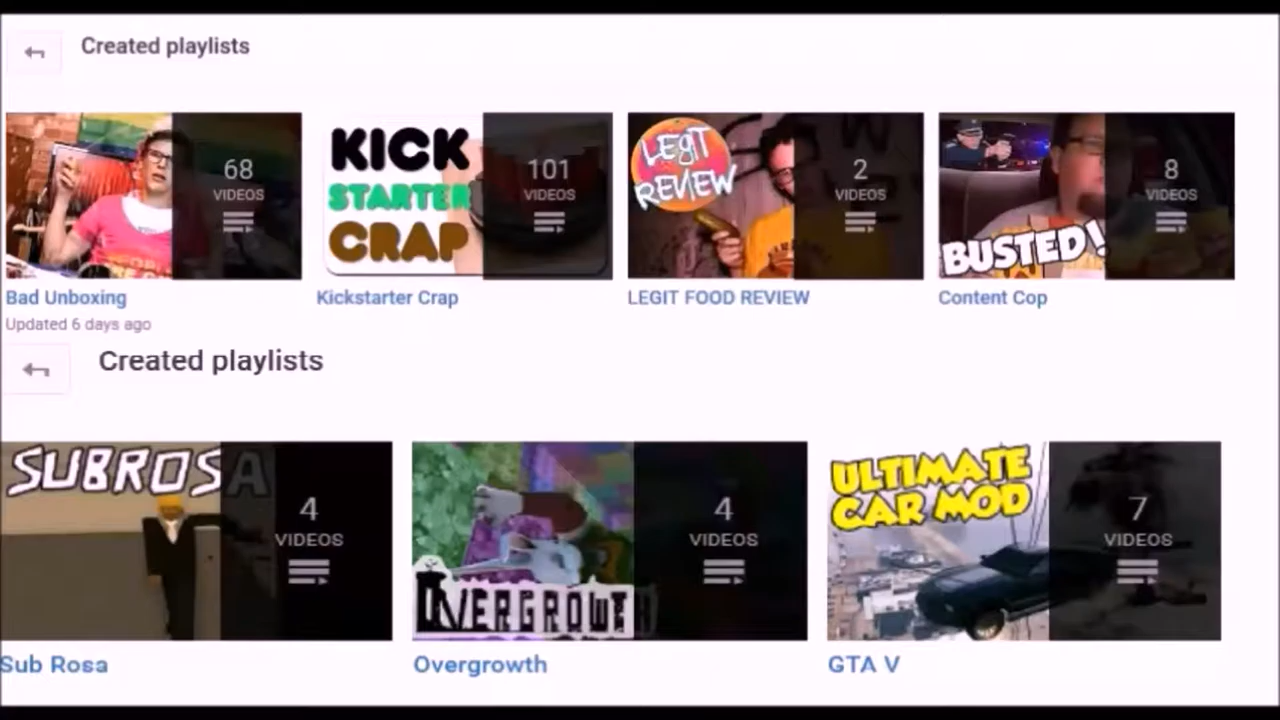 Created playlists
KICK
STARTER
CRAP
LEGIT
REVIEW
BUSTED!
68
VIDEOS
101
VIDEOS
2
VIDEOS
8
VIDEOS
Bad Unboxing
Kickstarter Crap
LEGIT FOOD REVIEW
Content Cop
Updated 6 days ago
Created playlists
SUBROSA
OVERGROWTH
ULTIMATE
CAR MOD
4
VIDEOS
4
VIDEOS
7
VIDEOS
Sub Rosa
Overgrowth
GTA V